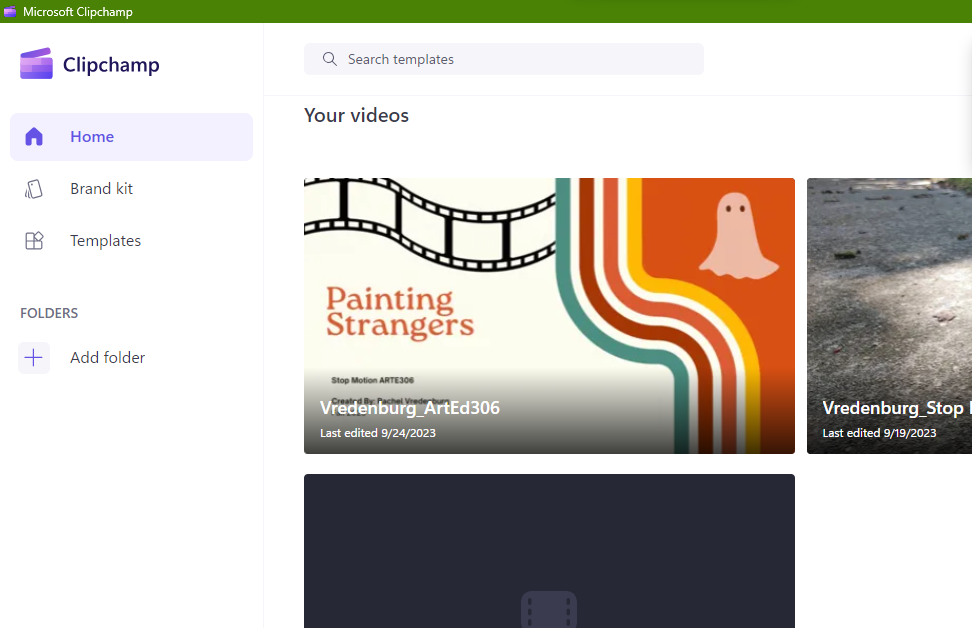 Microsoft Clipchamp
Clipchamp
Search templates
Home
Brand kit
Templates
FOLDERS
Add folder
Your videos
Painting
Strangers
Stop Motion ARTE306
Created By: Rachel Vredenburg
Vredenburg_ArtEd306
Last edited 9/24/2023
Vredenburg_Stop
Last edited 9/19/2023